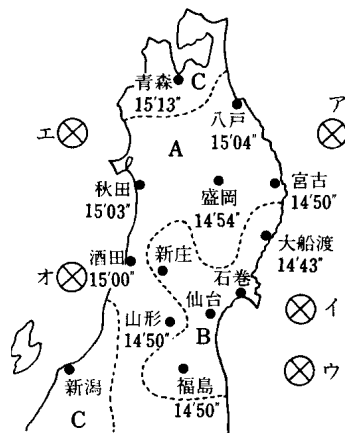 青森
15′13″
C
八戸
15′04″
ア
エ
A
秋田
15′03″
盛岡
14′54″
宮古
14′50″
大船渡
14′43″
酒田
15′00″
新庄
石巻
オ
仙台
イ
山形
14′50″
B
新潟
福島
14′50″
ウ
C